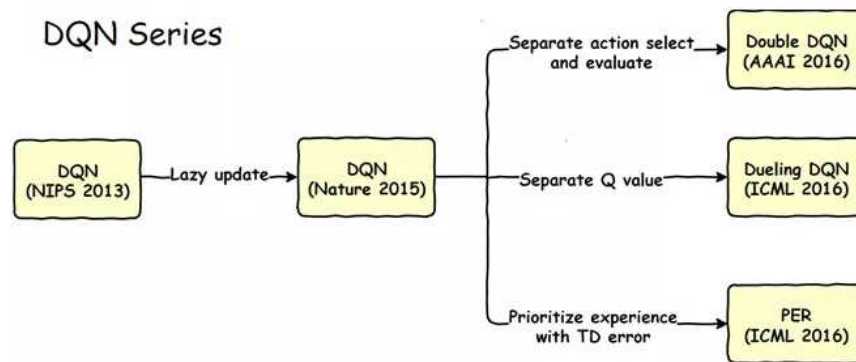 DQN Series
DQN
(NIPS 2013)
Lazy update
DQN
(Nature 2015)
Separate action select
and evaluate
Double DQN
(AAAI 2016)
Separate Q value
Dueling DQN
(ICML 2016)
Prioritize experience
with TD error
PER
(ICML 2016)